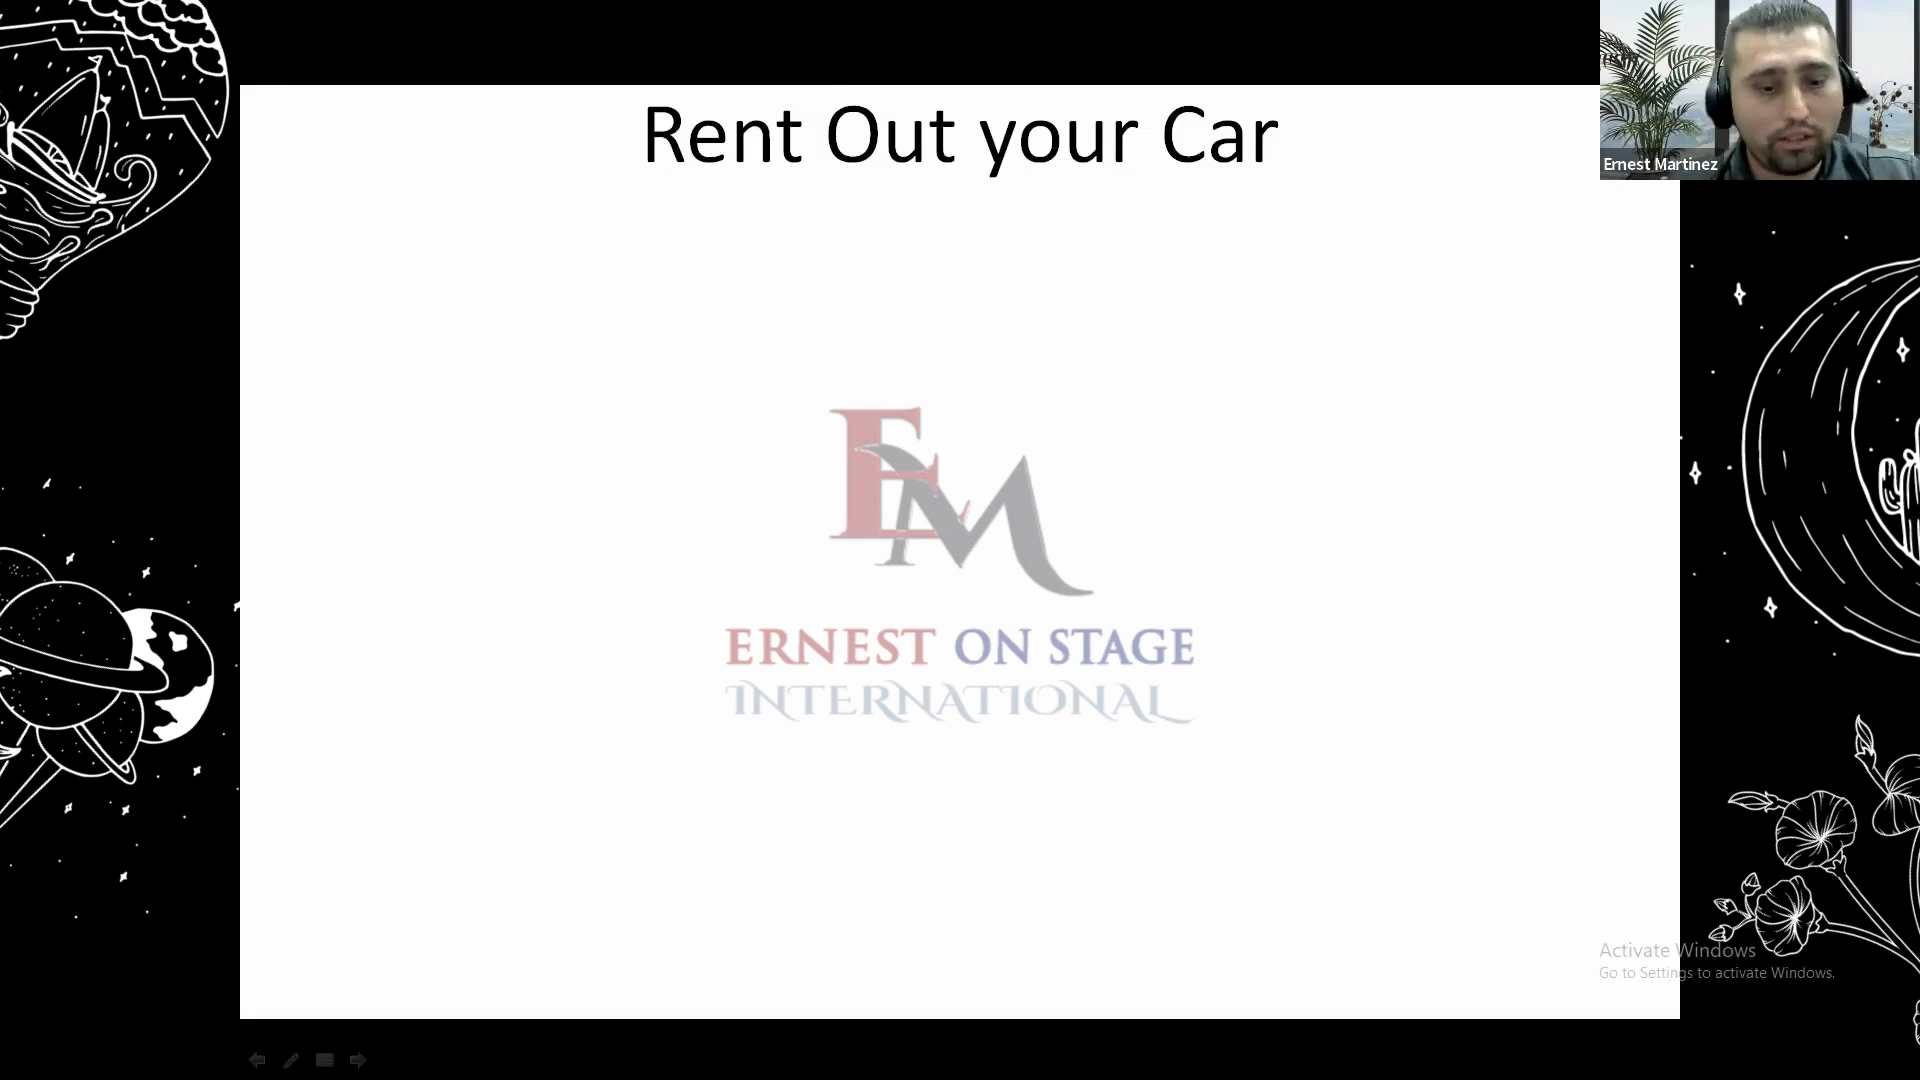 Rent Out your Car
Ernest Martinez
EM
ERNEST ON STAGE
INTERNATIONAL
Activate Windows
Go to Settings to activate Windows.